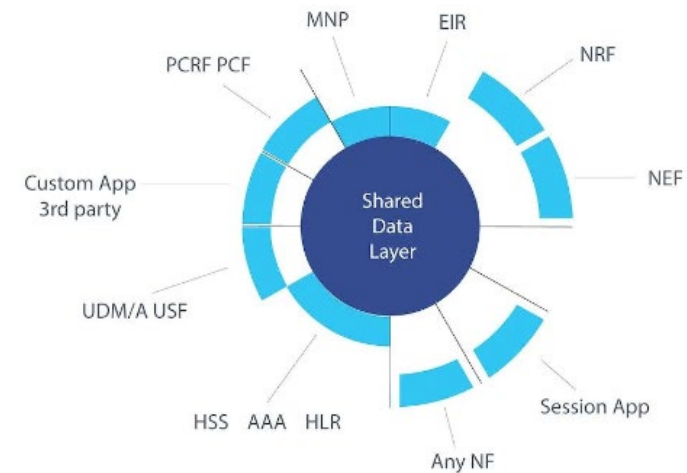 MNP
EIR
NRF
PCRF PCF
NEF
Custom App
3rd party
Shared
Data
Layer
UDM/A USF
HSS AAA HLR
Session App
Any NF